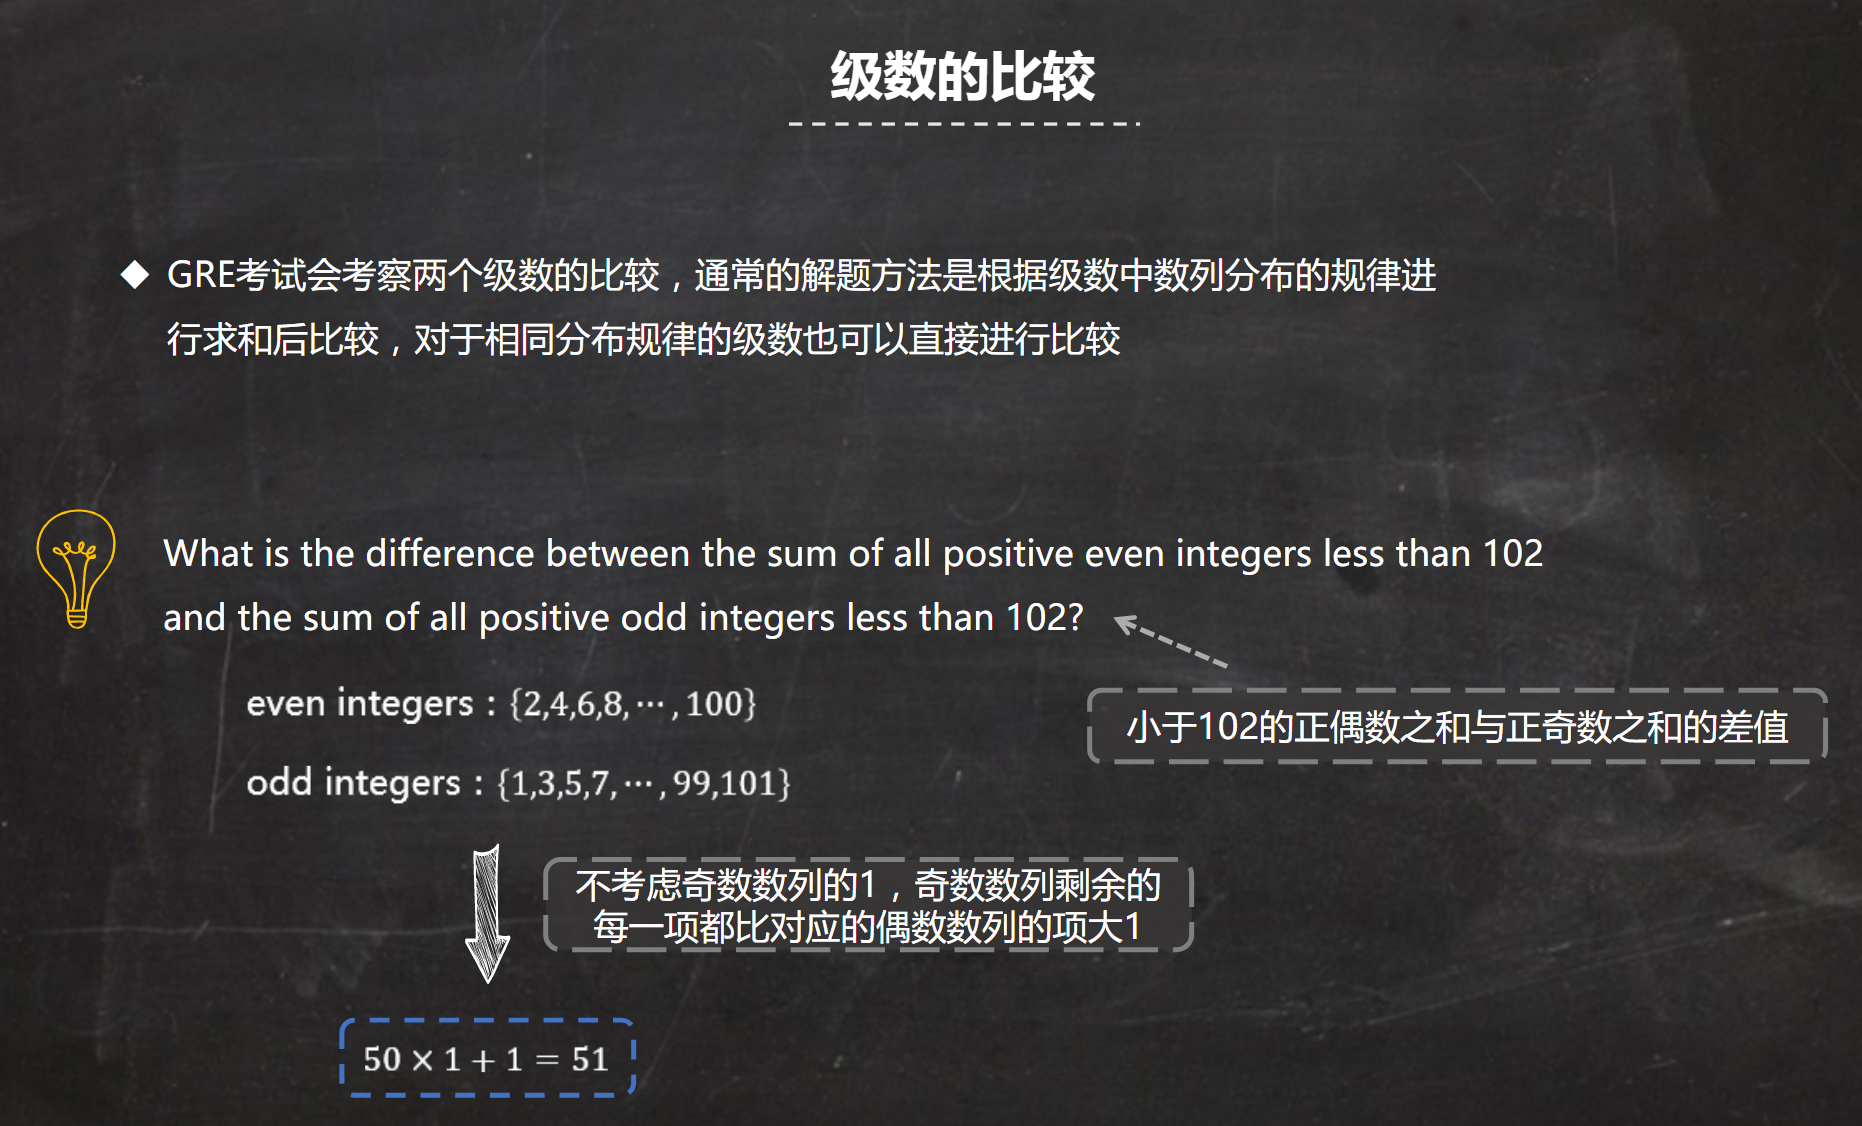 级数的比较
◆ GRE考试会考察两个级数的比较，通常的解题方法是根据级数中数列分布的规律进
行求和后比较，对于相同分布规律的级数也可以直接进行比较
What is the difference between the sum of all positive even integers less than 102
and the sum of all positive odd integers less than 102?
even integers : {2,4,6,8, ⋯ , 100}
小于102的正偶数之和与正奇数之和的差值
odd integers : {1,3,5,7, ⋯ , 99,101}
不考虑奇数数列的1，奇数数列剩余的
每一项都比对应的偶数数列的项大1
50 × 1 + 1 = 51